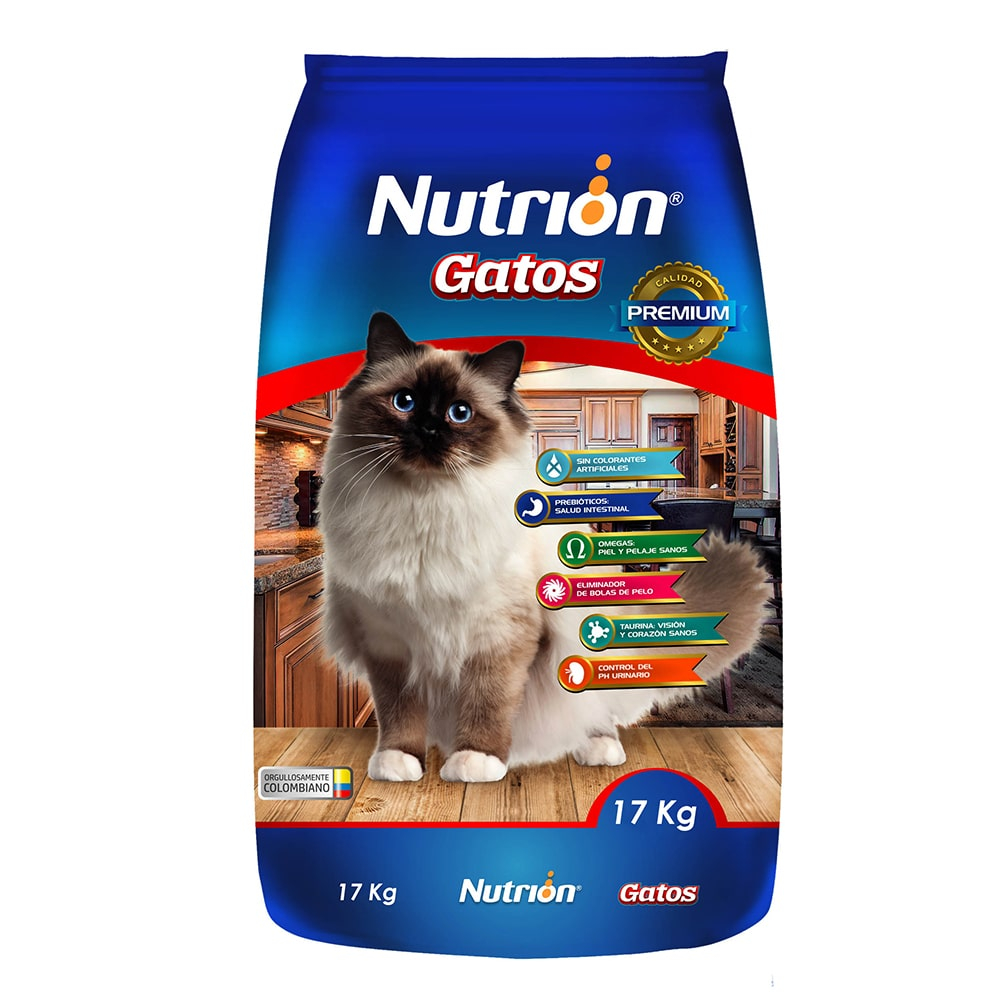 Nutrión®
Gatos
CALIDAD
PREMIUM
SIN COLORANTES
ARTIFICIALES
PREBIÓTICOS:
SALUD INTESTINAL
OMEGAS:
PIEL Y PELAJE SANOS
ELIMINADOR
DE BOLAS DE PELO
TAURINA: VISIÓN
Y CORAZÓN SANOS
CONTROL DEL
PH URINARIO
ORGULLOSAMENTE
COLOMBIANO
17 Kg
17 Kg
Nutrión®
Gatos